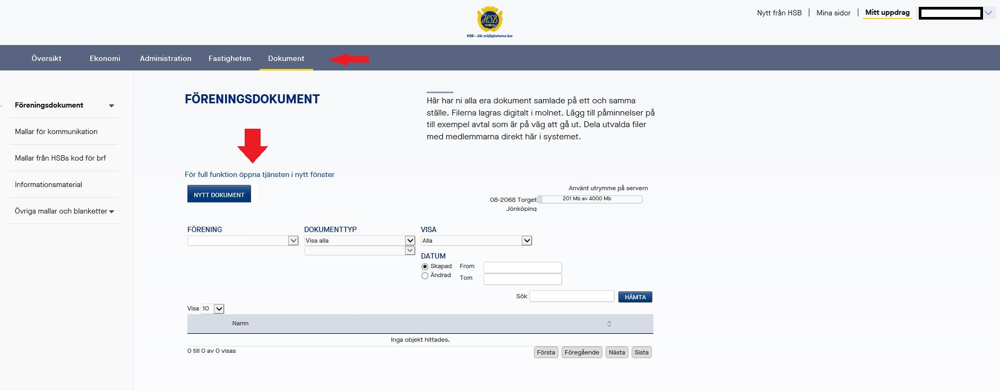 Nytt från HSB | Mina sidor | Mitt uppdrag
HSB
HSB – där möjligheterna bor
Översikt Ekonomi Administration Fastigheten Dokument
Föreningsdokument
Mallar för kommunikation
Mallar från HSBs kod för brf
Informationsmaterial
Övriga mallar och blanketter
FÖRENINGSDOKUMENT
Här har ni alla era dokument samlade på ett och samma
ställe. Filerna lagras digitalt i molnet. Lägg till påminnelser på
till exempel avtal som är på väg att gå ut. Dela utvalda filer
med medlemmarna direkt här i systemet.
För full funktion öppna tjänsten i nytt fönster
NYTT DOKUMENT
Använt utrymme på servern
08-2068 Torget 201 Mb av 4000 Mb
Jönköping
FÖRENING DOKUMENTTYP VISA
Visa alla Alla
DATUM
Skapad From
Ändrad Tom
Sök HÄMTA
Visa 10
Namn
Inga objekt hittades.
0 till 0 av 0 visas
Första Föregående Nästa Sista